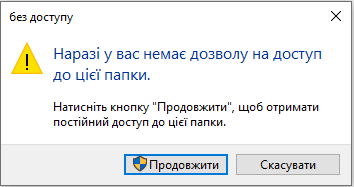 без доступу
Наразі у вас немає дозволу на доступ
до цієї папки.
Натисніть кнопку "Продовжити", щоб отримати
постійний доступ до цієї папки.
Продовжити
Скасувати